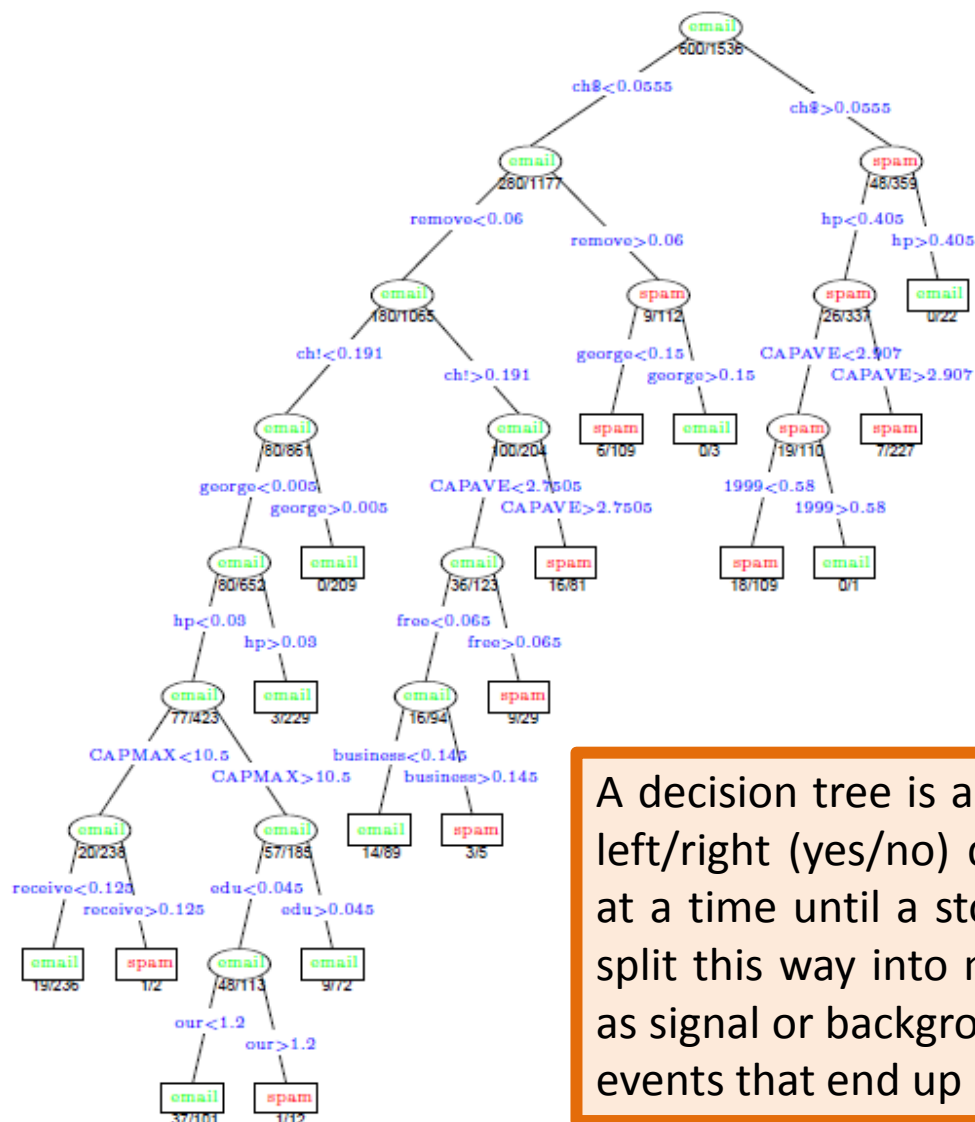 email
600/1536
ch$<0.0555
ch$>0.0555
email
280/1177
spam
48/359
remove<0.06
remove>0.06
hp<0.405
hp>0.405
email
180/1065
spam
9/112
spam
26/337
email
0/22
ch!<0.191
ch!>0.191
george<0.15
george>0.15
CAPAVE<2.907
CAPAVE>2.907
email
80/861
email
100/204
spam
6/109
email
0/3
spam
19/110
spam
7/227
george<0.005
george>0.005
CAPAVE<2.7505
CAPAVE>2.7505
1999<0.58
1999>0.58
email
80/652
email
0/209
email
36/123
spam
16/81
spam
18/109
email
0/1
hp<0.03
hp>0.03
free<0.065
free>0.065
email
77/423
email
3/229
email
16/94
spam
9/29
CAPMAX<10.5
CAPMAX>10.5
business<0.145
business>0.145
email
20/238
email
57/185
email
14/89
spam
3/5
receive<0.125
receive>0.125
edu<0.045
edu>0.045
email
19/236
spam
1/2
email
48/113
email
9/72
our<1.2
our>1.2
email
37/101
spam
1/12
A decision tree is a
left/right (yes/no)
at a time until a
split this way into
as signal or
events that end up